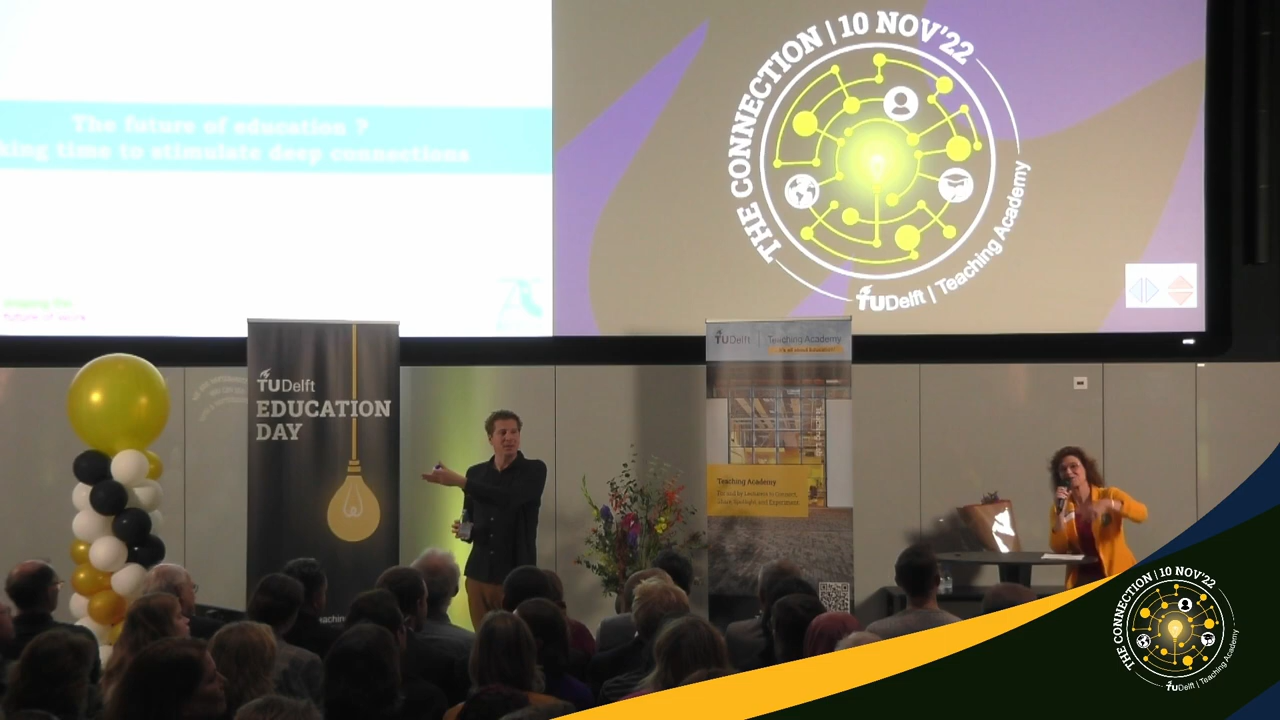 The future of education ?
king time to stimulate deep connections
THE CONNECTION | 10 NOV'22
TUDelft | Teaching Academy
TUDelft
EDUCATION
DAY
TUDelft | Teaching Academy
Teaching Academy
THE CONNECTION | 10 NOV'22
TUDelft | Teaching Academy